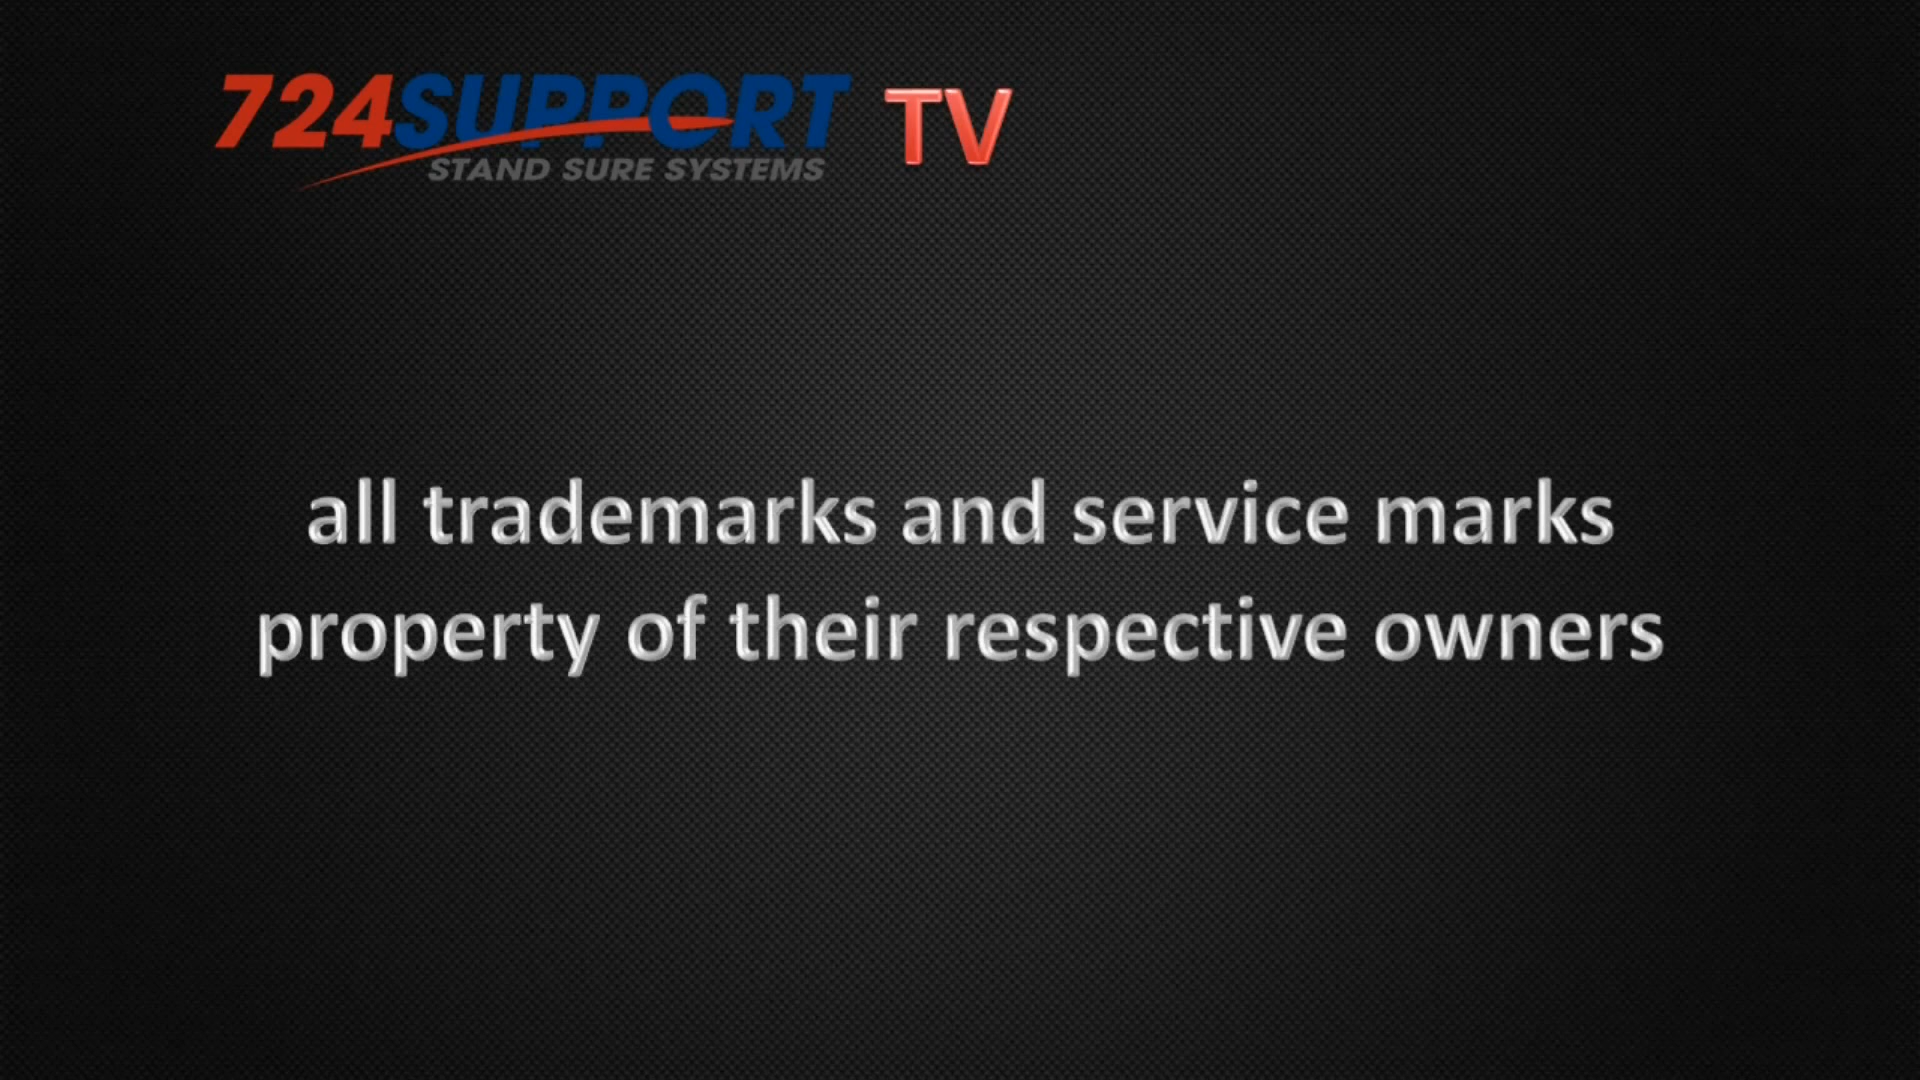 724SUPPORT TV
STAND SURE SYSTEMS
all trademarks and service marks
property of their respective owners